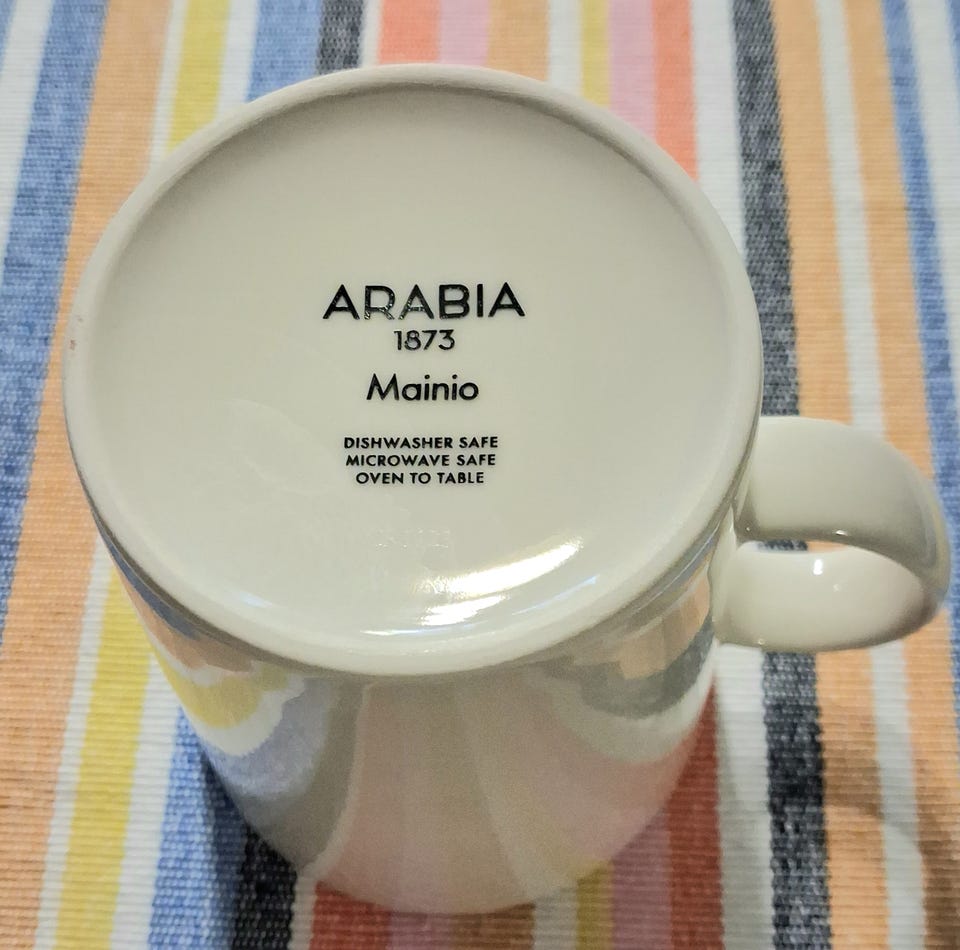 ARABIA
1873
Mainio
DISHWASHER SAFE
MICROWAVE SAFE
OVEN TO TABLE